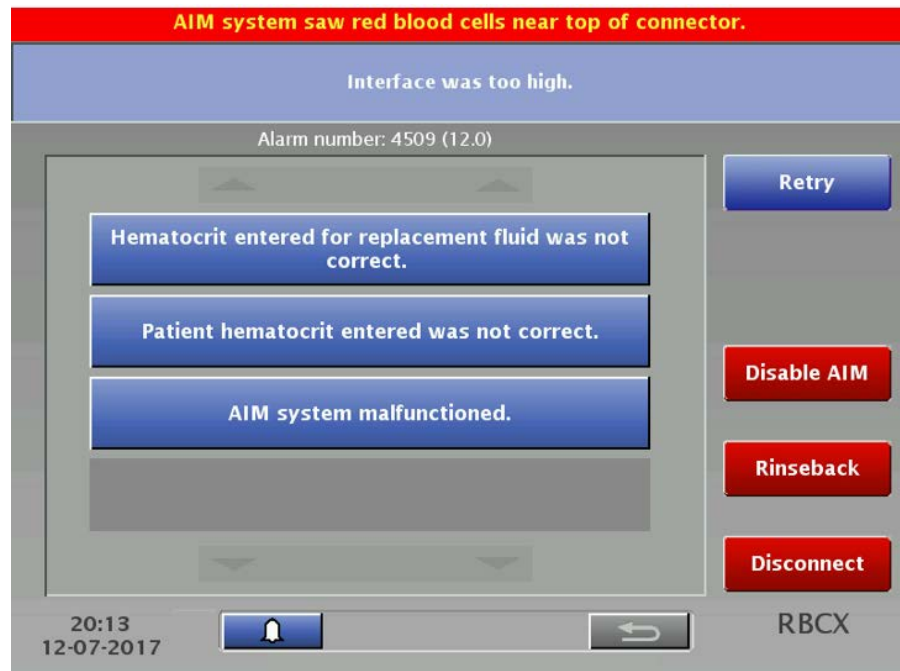 AIM system saw red blood cells near top of connector.
Interface was too high.
Alarm number: 4509 (12.0)
Retry
Hematocrit entered for replacement fluid was not
correct.
Patient hematocrit entered was not correct.
Disable AIM
AIM system malfunctioned.
Rinseback
Disconnect
20:13
12-07-2017
RBCX